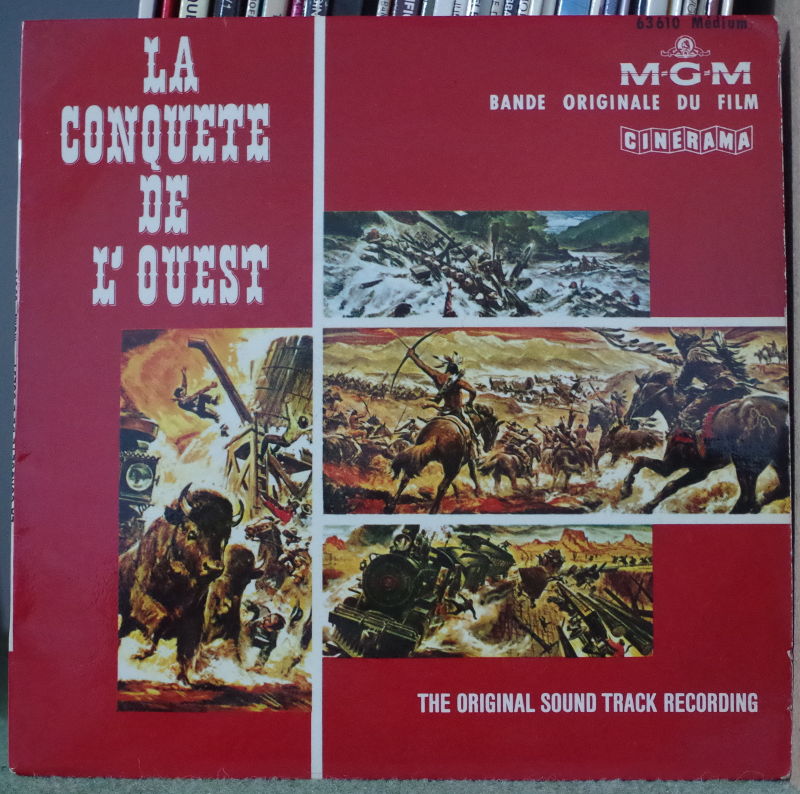 LA
CONQUETE
DE
L'OUEST
63610 Médium
M-G-M
BANDE ORIGINALE DU FILM
CINERAMA
THE ORIGINAL SOUND TRACK RECORDING